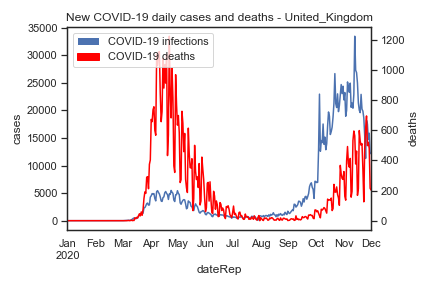 New COVID-19 daily cases and deaths - United_Kingdom
COVID-19 infections
COVID-19 deaths
35000
30000
25000
20000
15000
10000
5000
0
cases
1200
1000
800
600
400
200
0
deaths
Jan Feb Mar Apr May Jun Jul Aug Sep Oct Nov Dec
2020
dateRep